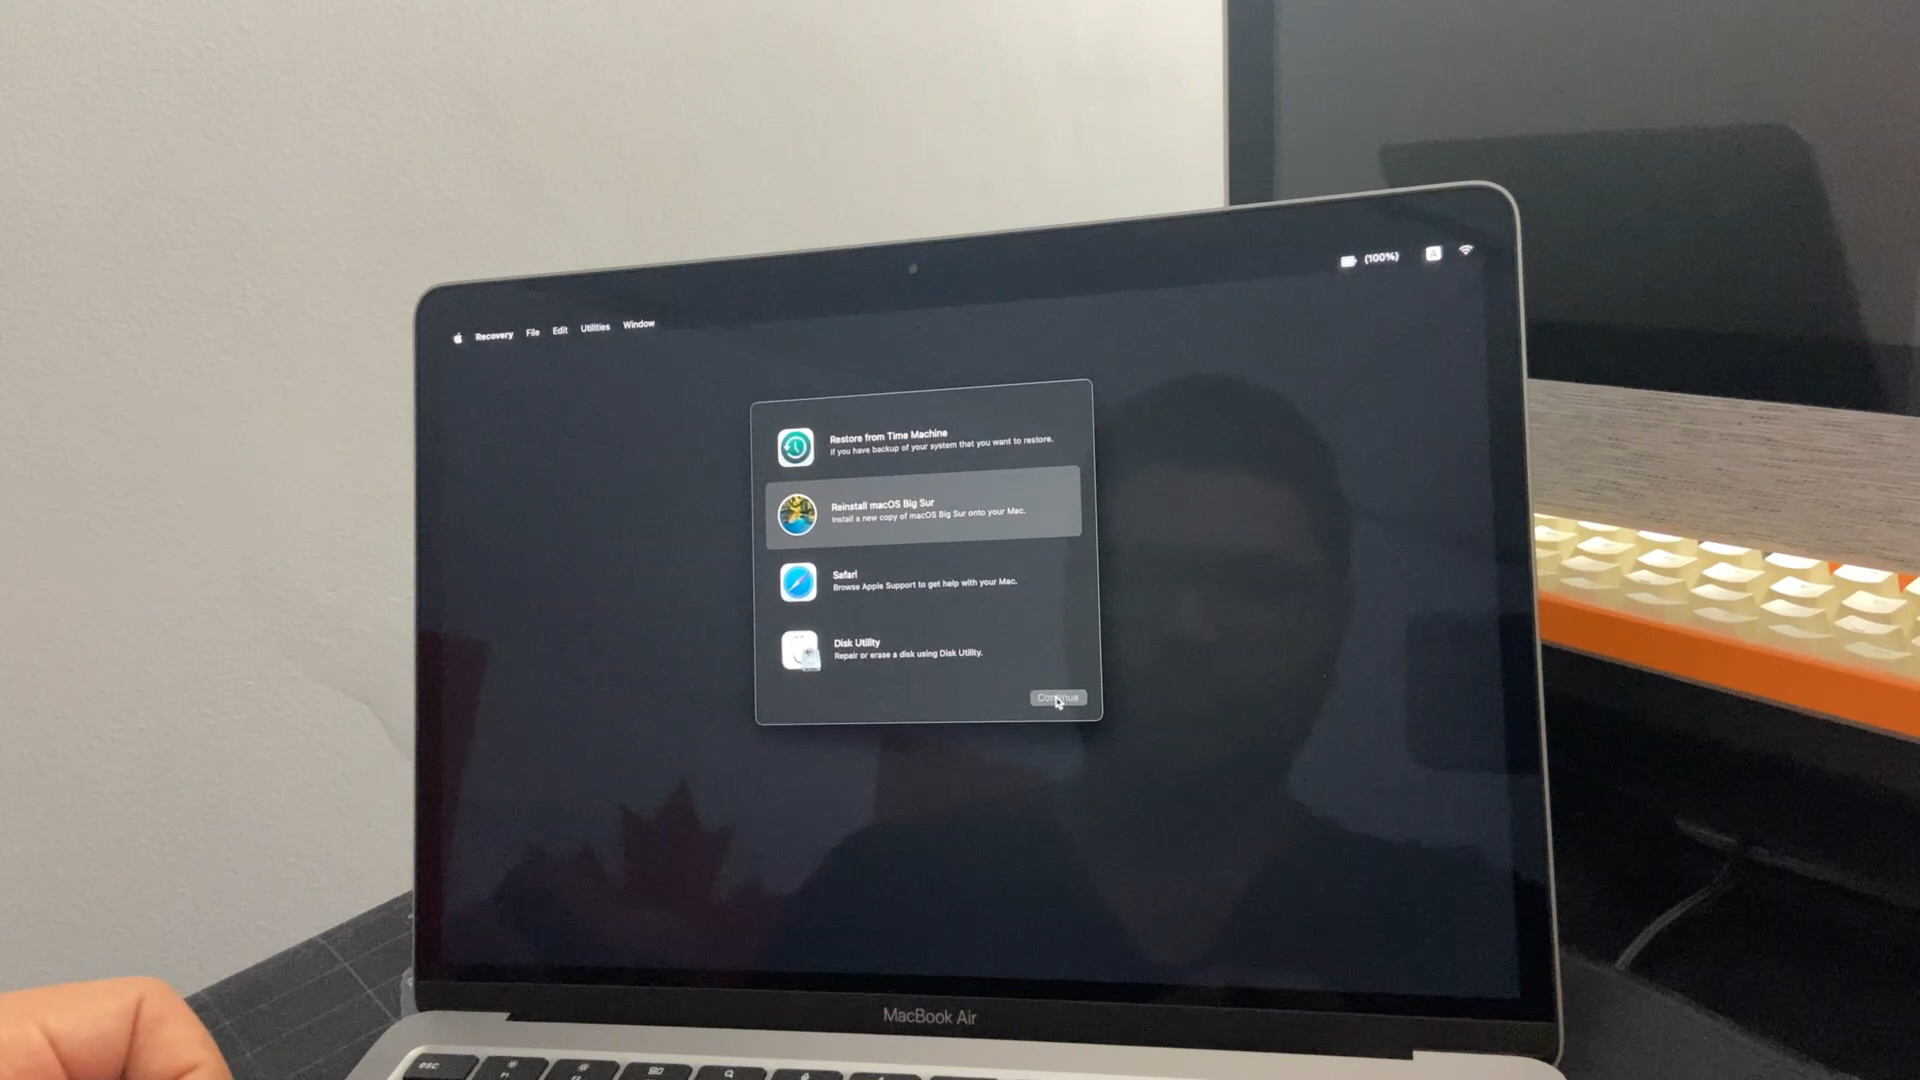 (100%) A
Recovery File Edit Utilities Window
Restore from Time Machine
If you have backup of your system that you want to restore.
Reinstall macOS Big Sur
Install a new copy of macOS Big Sur onto your Mac.
Safari
Browse Apple Support to get help with your Mac.
Disk Utility
Repair or erase a disk using Disk Utility.
Continue
MacBook Air
esc
F1
F2